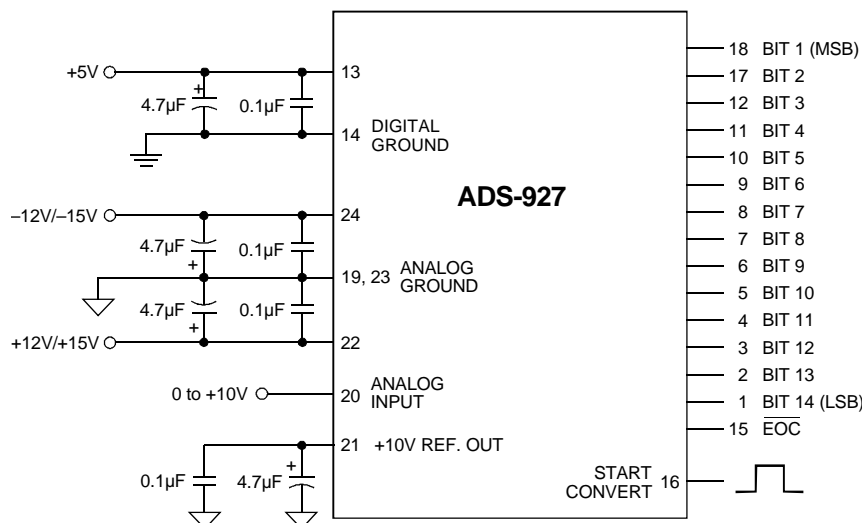 18 BIT 1 (MSB)
+5V
13
17 BIT 2
4.7µF
0.1µF
12 BIT 3
14 DIGITAL
GROUND
11 BIT 4
10 BIT 5
9 BIT 6
ADS-927
–12V/–15V
24
8 BIT 7
4.7µF
0.1µF
7 BIT 8
19, 23 ANALOG
GROUND
6 BIT 9
5 BIT 10
4.7µF
0.1µF
4 BIT 11
+12V/+15V
22
3 BIT 12
2 BIT 13
0 to +10V
20 ANALOG
INPUT
1 BIT 14 (LSB)
15 EOC
21 +10V REF. OUT
0.1µF
4.7µF
START
CONVERT 16
+
+
+
+